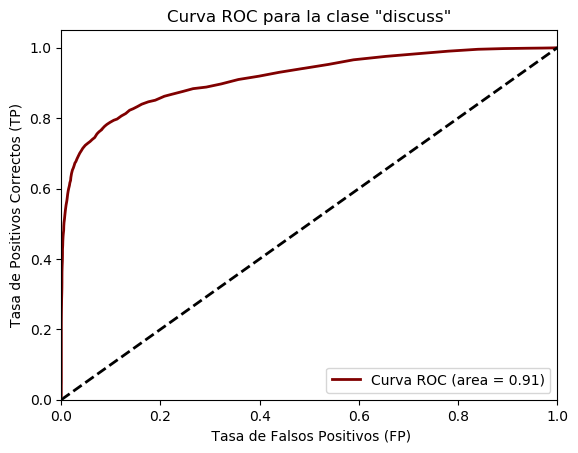 Curva ROC para la clase "discuss"
Tasa de Positivos Correctos (TP)
1.0
0.8
0.6
0.4
0.2
0.0
0.0 0.2 0.4 0.6 0.8 1.0
Curva ROC (area = 0.91)
Tasa de Falsos Positivos (FP)